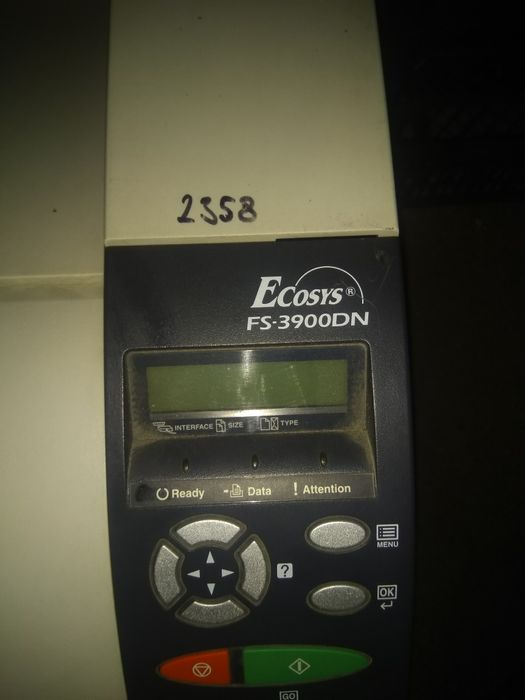 2358
ECOSYS®
FS-3900DN
INTERFACE SIZE TYPE
Ready Data ! Attention
?
MENU
OK
GO